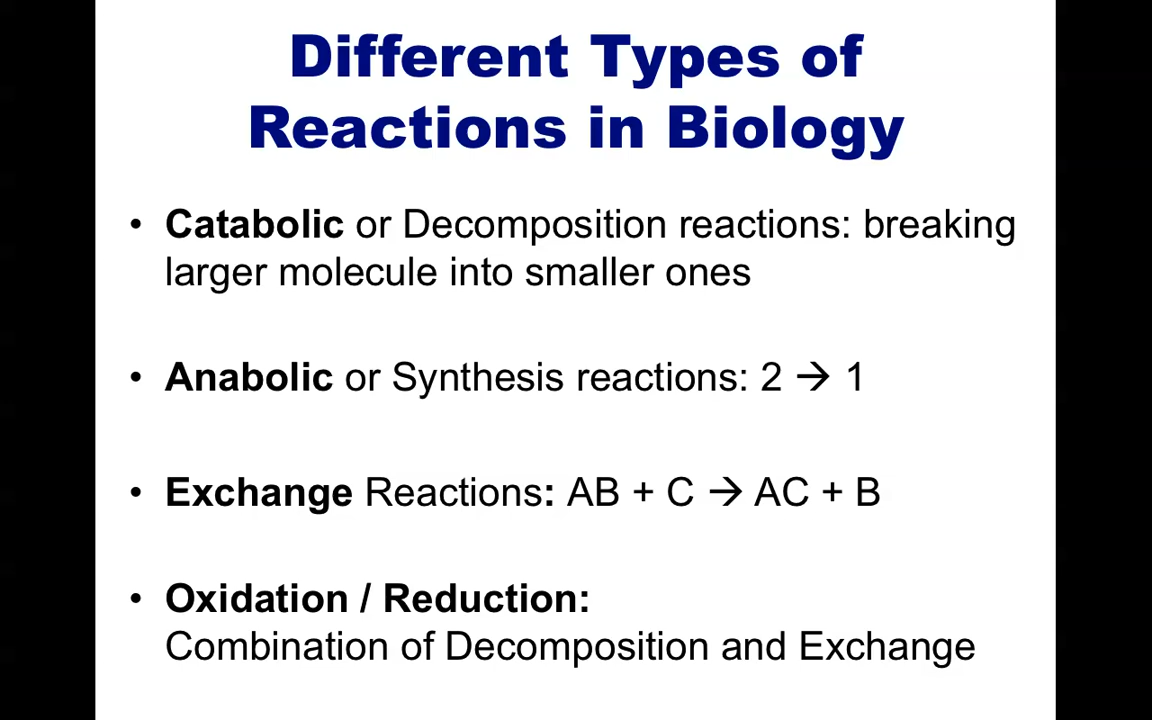 Different Types of
Reactions in Biology
• Catabolic or Decomposition reactions: breaking
larger molecule into smaller ones
• Anabolic or Synthesis reactions: 2 → 1
• Exchange Reactions: AB + C → AC + B
• Oxidation / Reduction:
Combination of Decomposition and Exchange